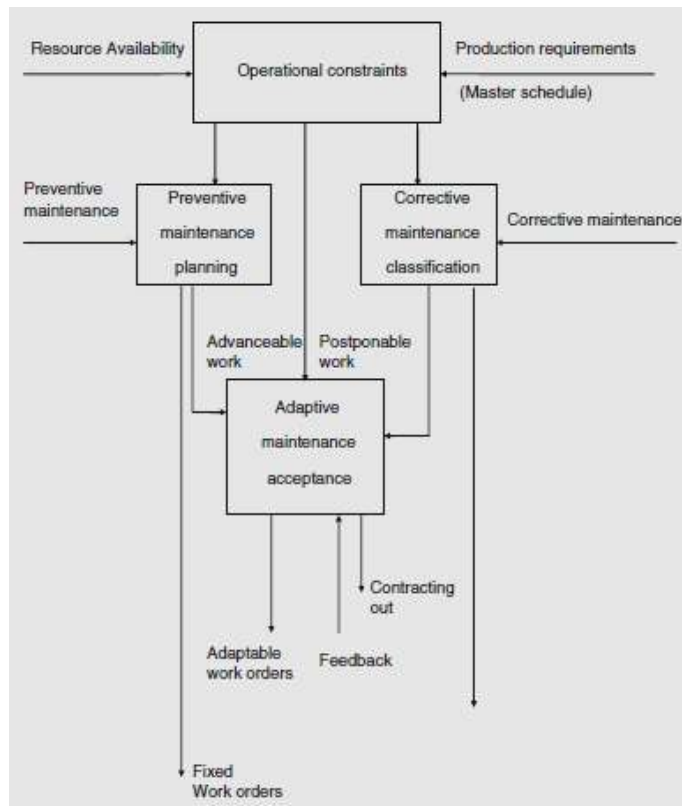 Resource Availability
Operational constraints
Production requirements
(Master schedule)
Preventive
maintenance
Preventive
maintenance
planning
Corrective
maintenance
classification
Corrective maintenance
Advanceable
work
Postponable
work
Adaptive
maintenance
acceptance
Contracting
out
Adaptable
work orders
Feedback
Fixed
Work orders